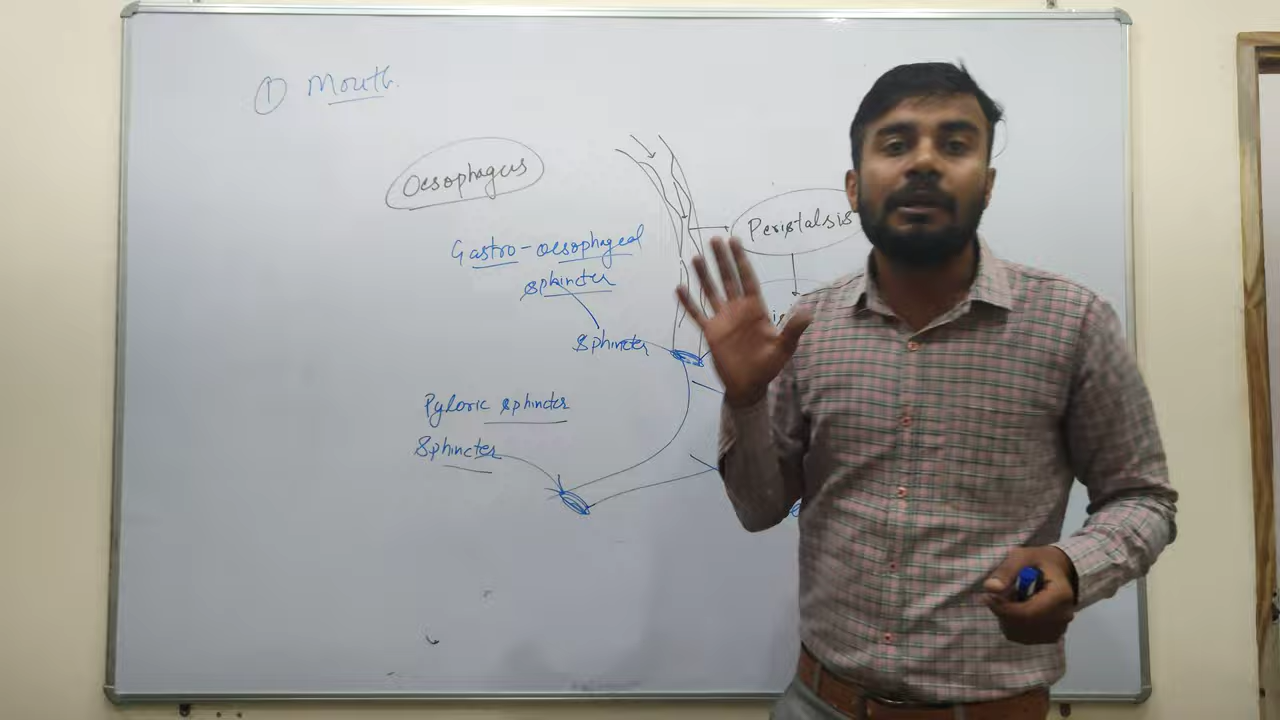 ① Mouth.
Oesophagus
Peristalsis
Gastro-oesophageal
sphincter
Sphincter
Pyloric sphincter
Sphincter